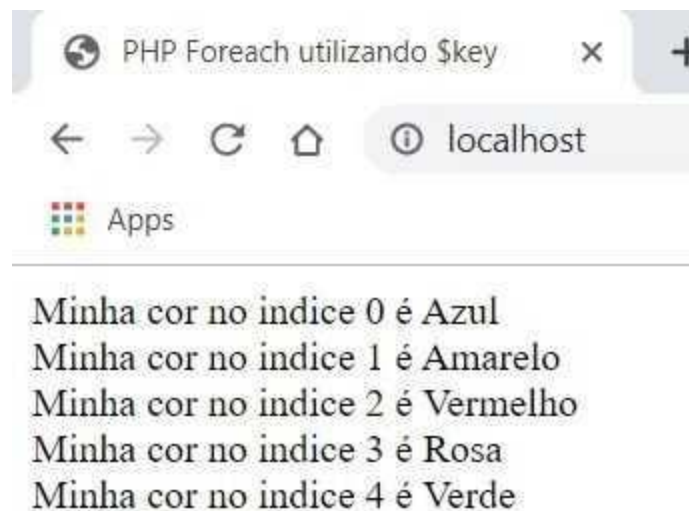 PHP Foreach utilizando $key
localhost
Apps
Minha cor no indice 0 é Azul
Minha cor no indice 1 é Amarelo
Minha cor no indice 2 é Vermelho
Minha cor no indice 3 é Rosa
Minha cor no indice 4 é Verde